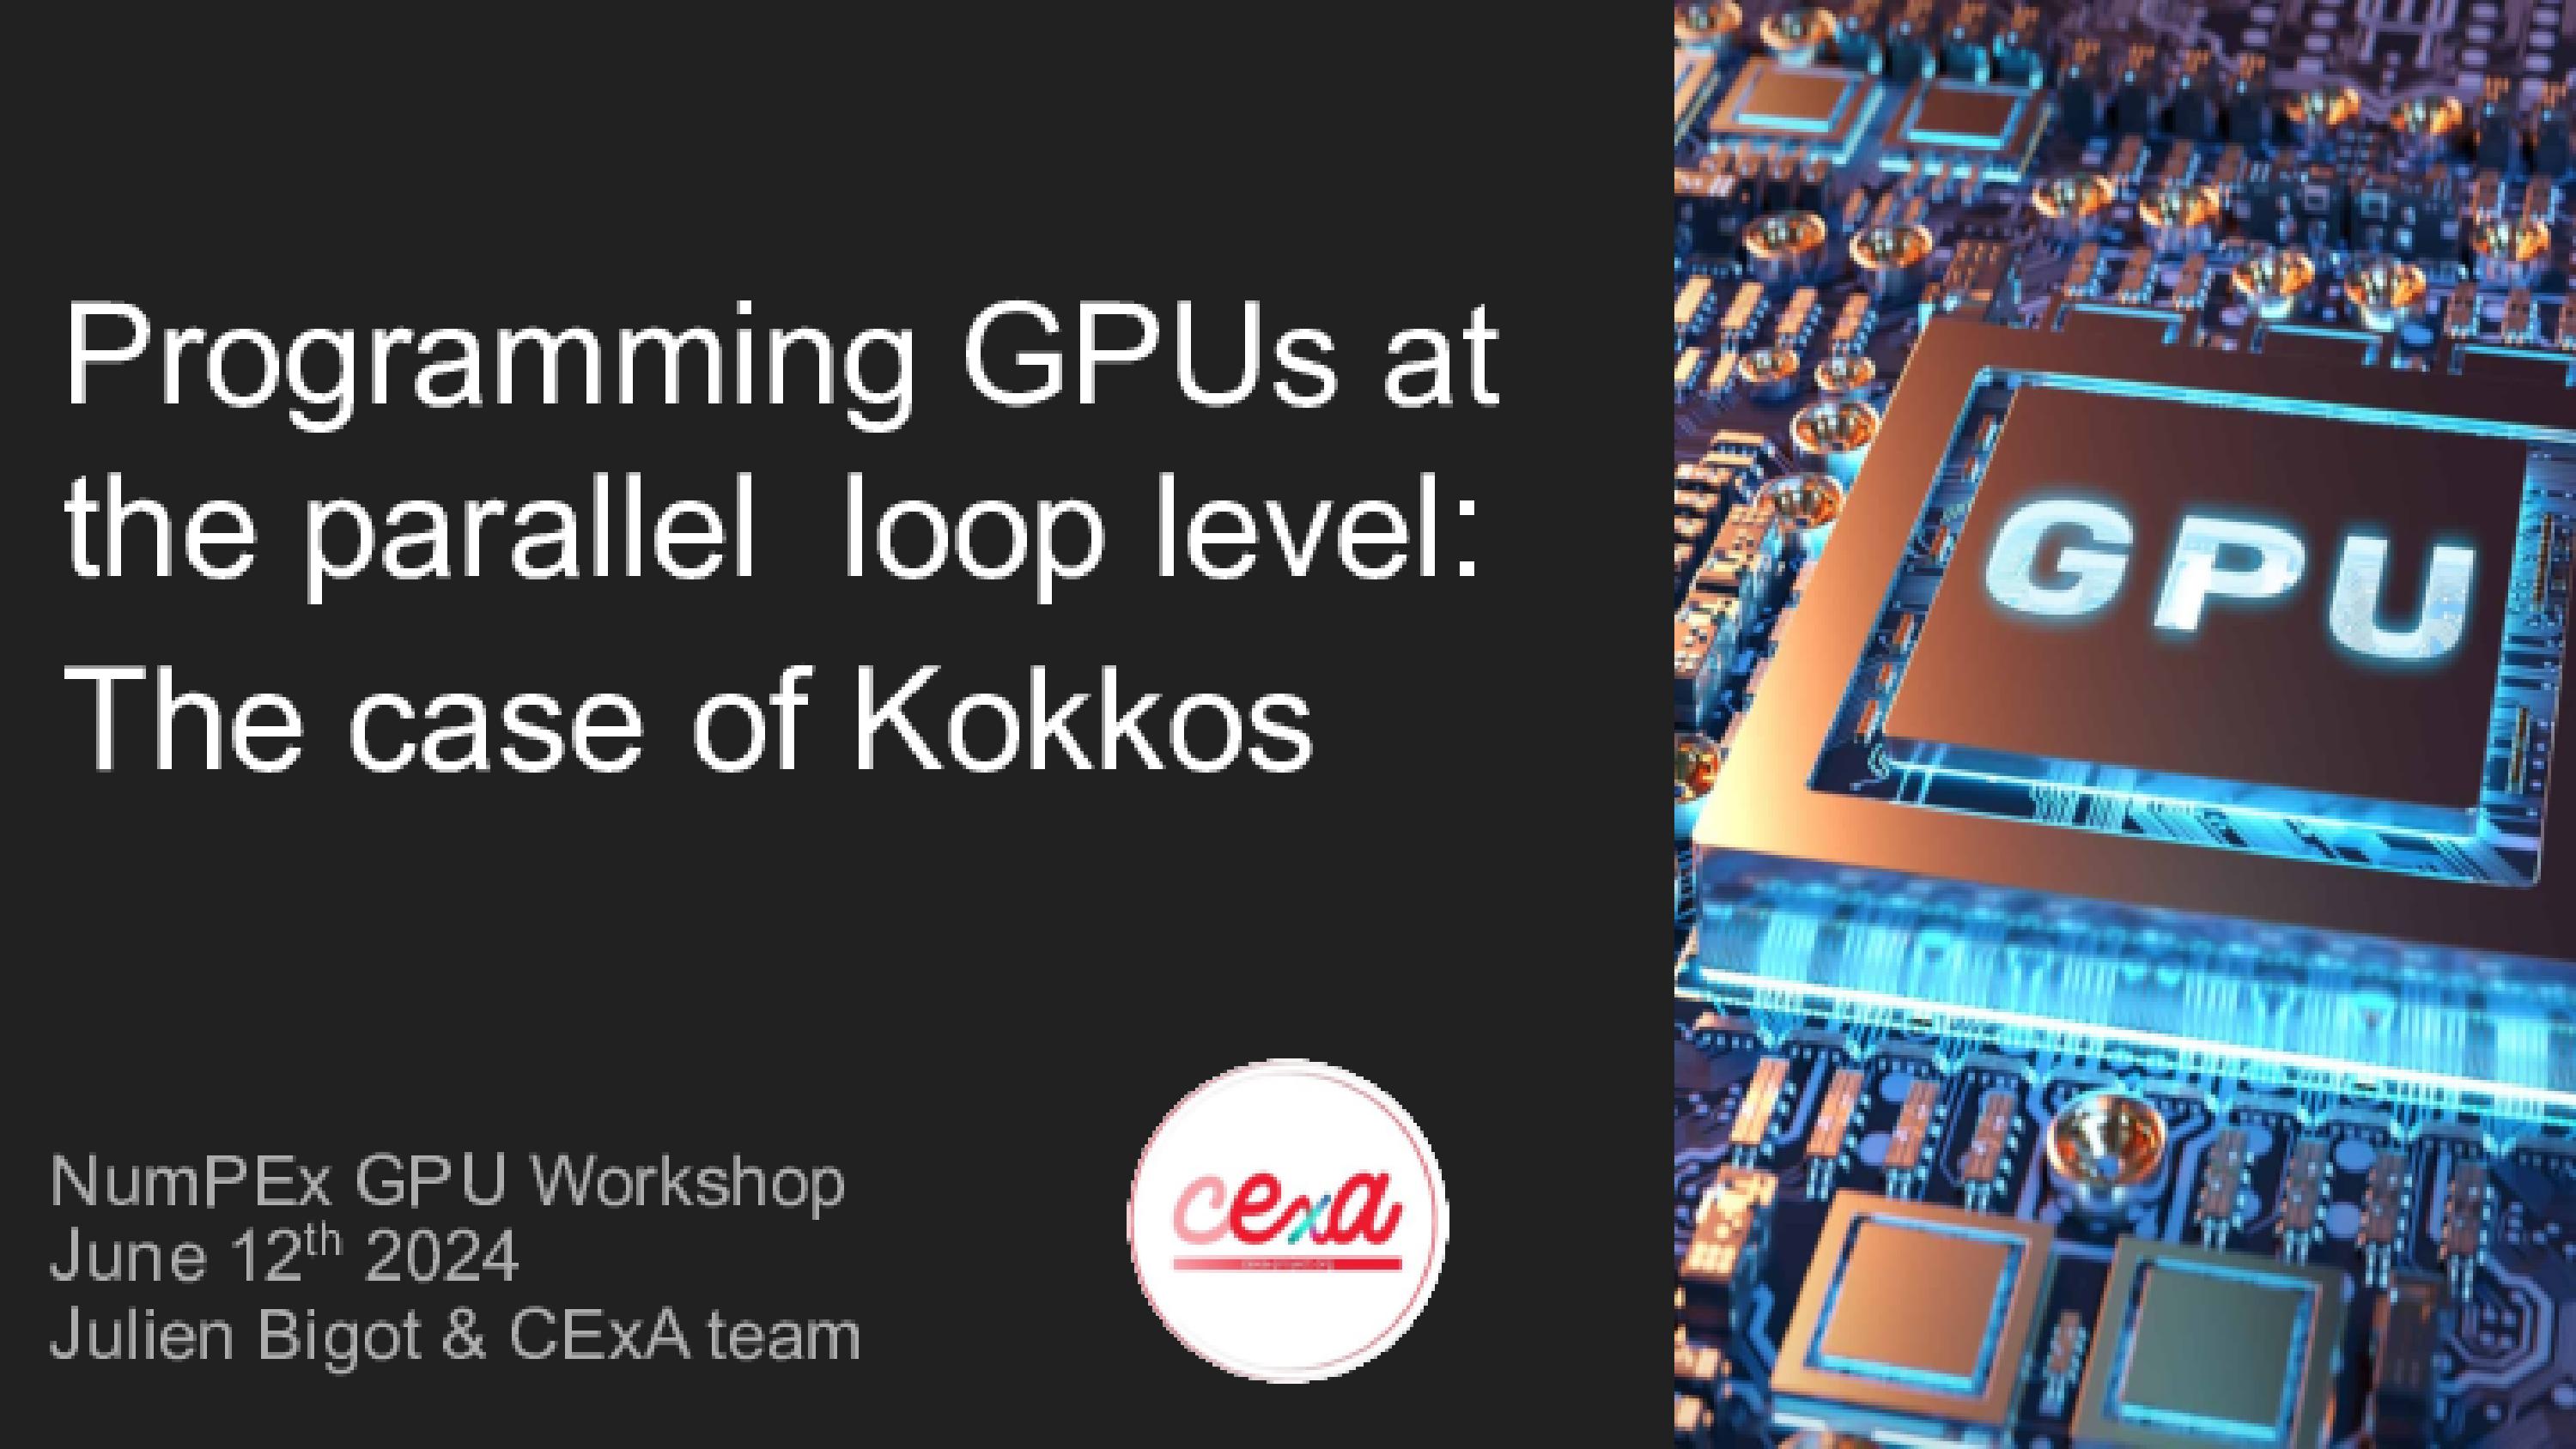 Programming GPUs at
the parallel  loop level:
The case of Kokkos
GPU
NumPEx GPU Workshop
June 12th 2024
Julien Bigot & CExA team
cexa